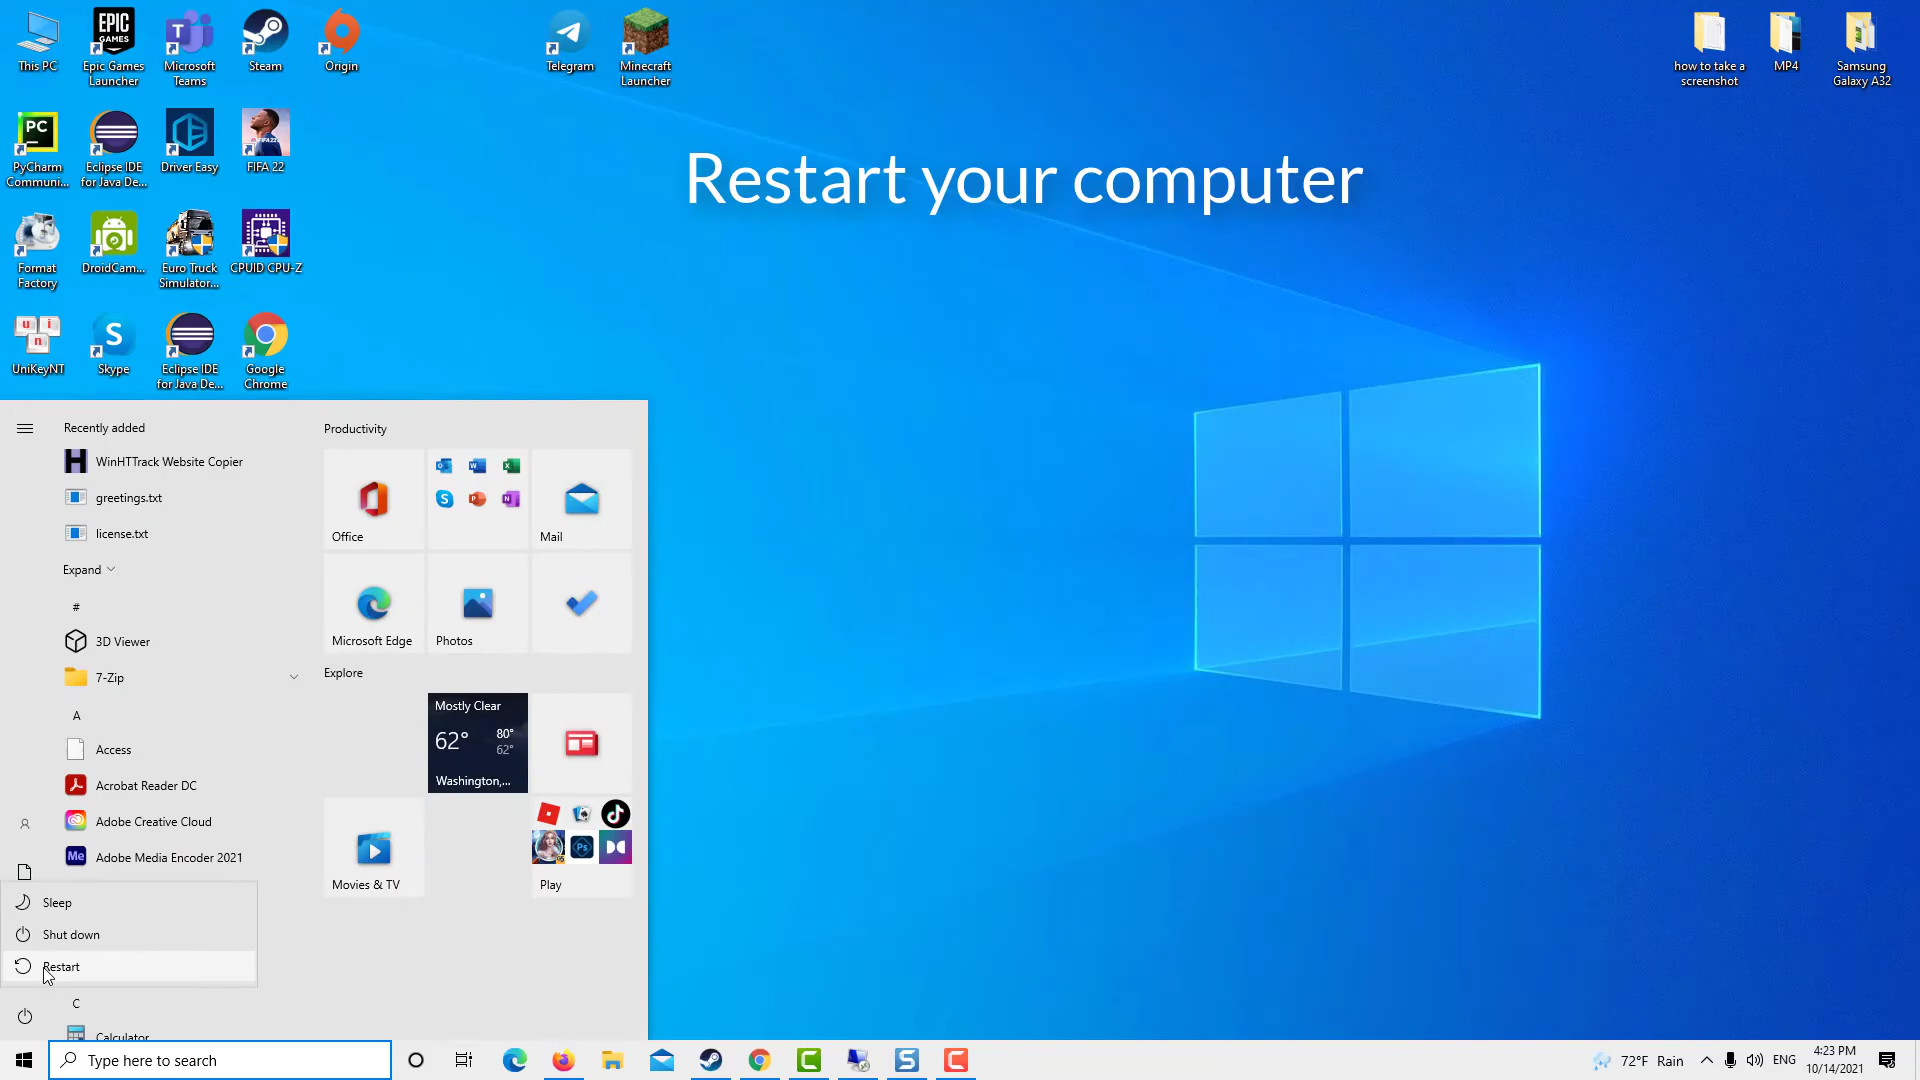 This PC
EPIC
GAMES
Epic Games
Launcher
Microsoft
Teams
Steam
Origin
Telegram
Minecraft
Launcher
how to take a
screenshot
MP4
Samsung
Galaxy A32
PC
PyCharm
Communi...
Eclipse IDE
for Java De...
Driver Easy
FIFA 22
Restart your computer
Format
Factory
DroidCam...
Euro Truck
Simulator...
CPUID CPU-Z
u i
n
UniKeyNT
S
Skype
Eclipse IDE
for Java De...
Google
Chrome
Recently added
WinHTTrack Website Copier
greetings.txt
license.txt
Expand
#
3D Viewer
7-Zip
A
Access
Acrobat Reader DC
Adobe Creative Cloud
Me
Adobe Media Encoder 2021
Sleep
Shut down
Restart
C
Calculator
Productivity
Office
Mail
Microsoft Edge
Photos
Explore
Mostly Clear
62°
80°
62°
Washington,...
Movies & TV
Ps
Play
Type here to search
72°F Rain
ENG
4:23 PM
10/14/2021